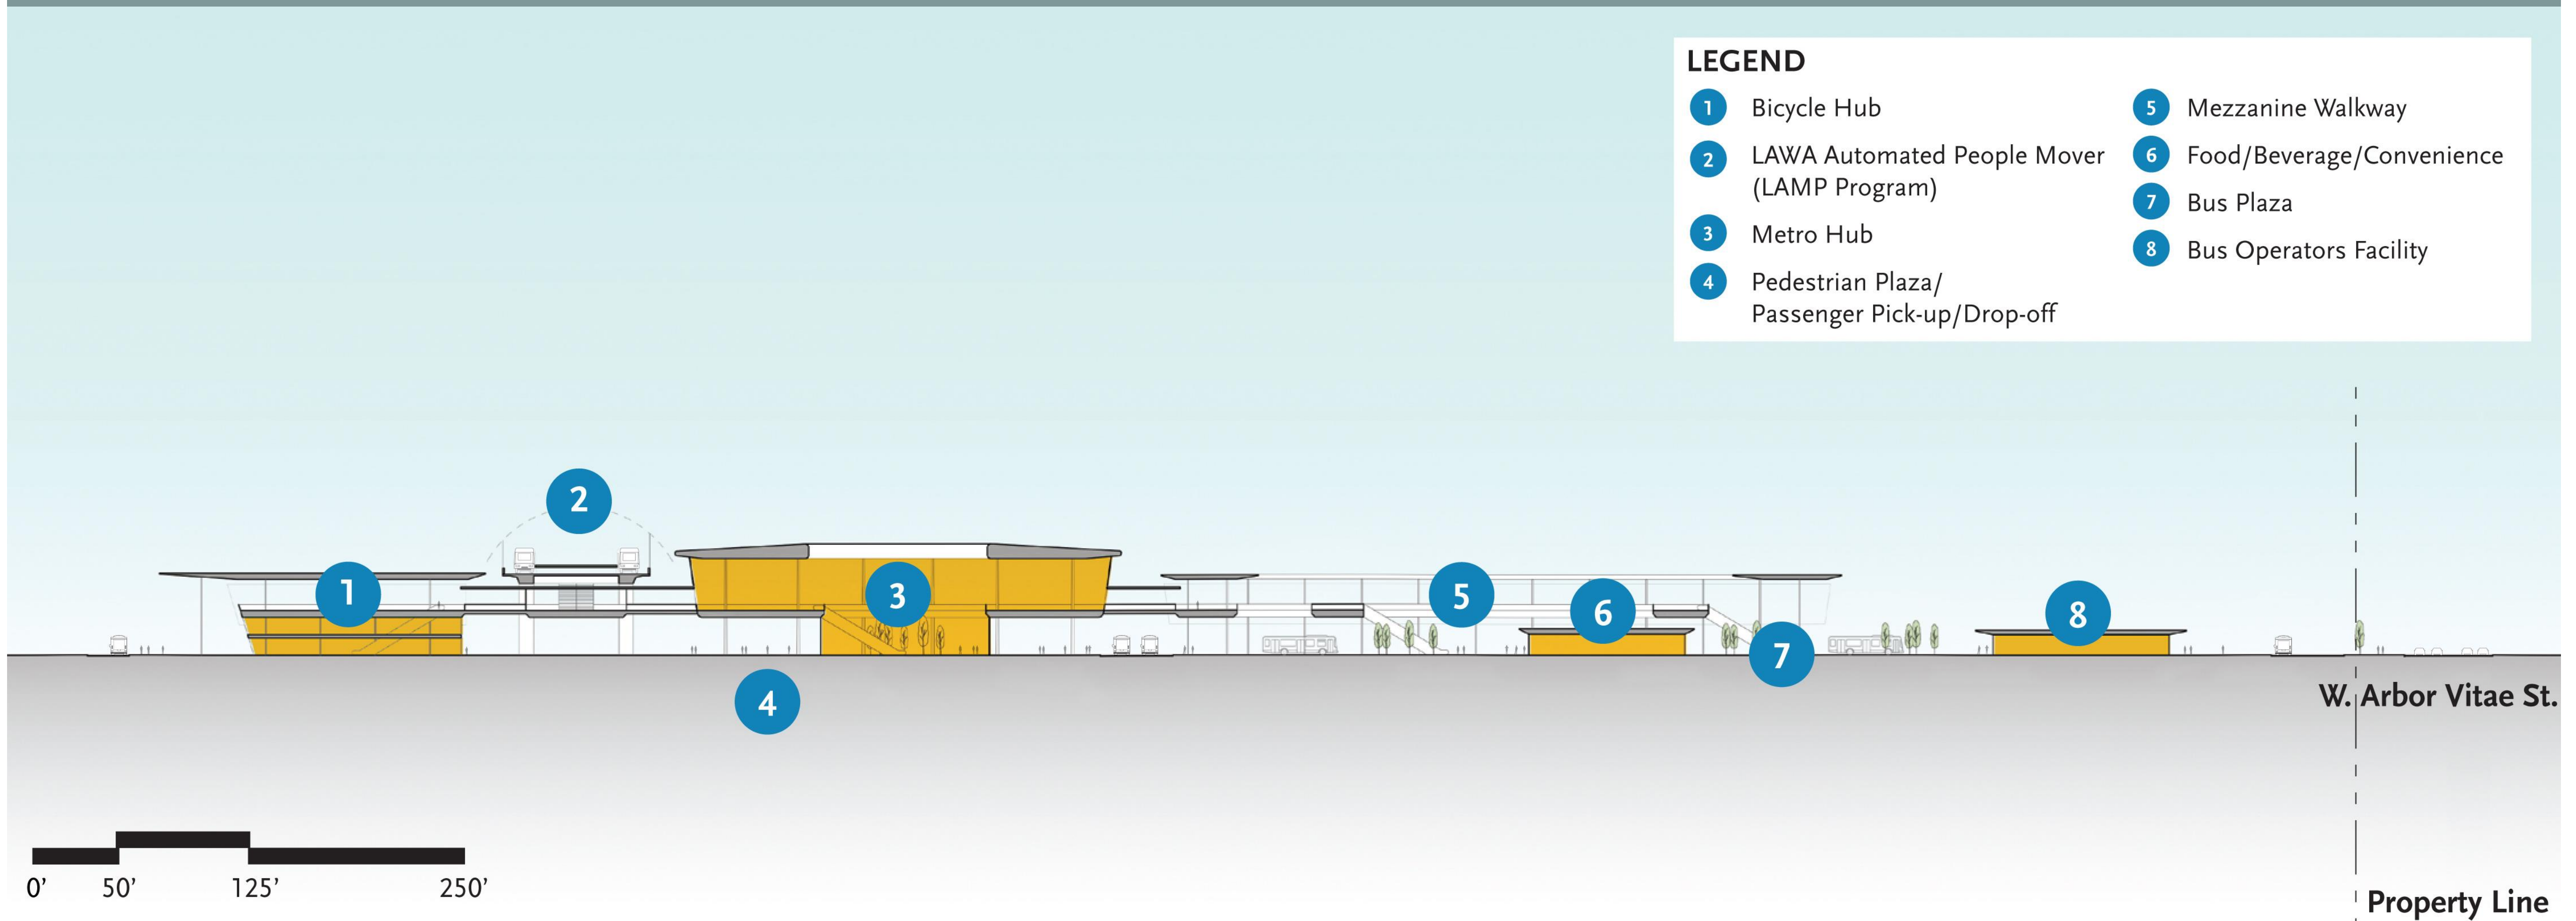 LEGEND
1 Bicycle Hub
2 LAWA Automated People Mover
(LAMP Program)
3 Metro Hub
4 Pedestrian Plaza/
Passenger Pick-up/Drop-off
5 Mezzanine Walkway
6 Food/Beverage/Convenience
7 Bus Plaza
8 Bus Operators Facility
2
1
3
5
6
8
7
4
W. Arbor Vitae St.
0’ 50’ 125’ 250’
Property Line